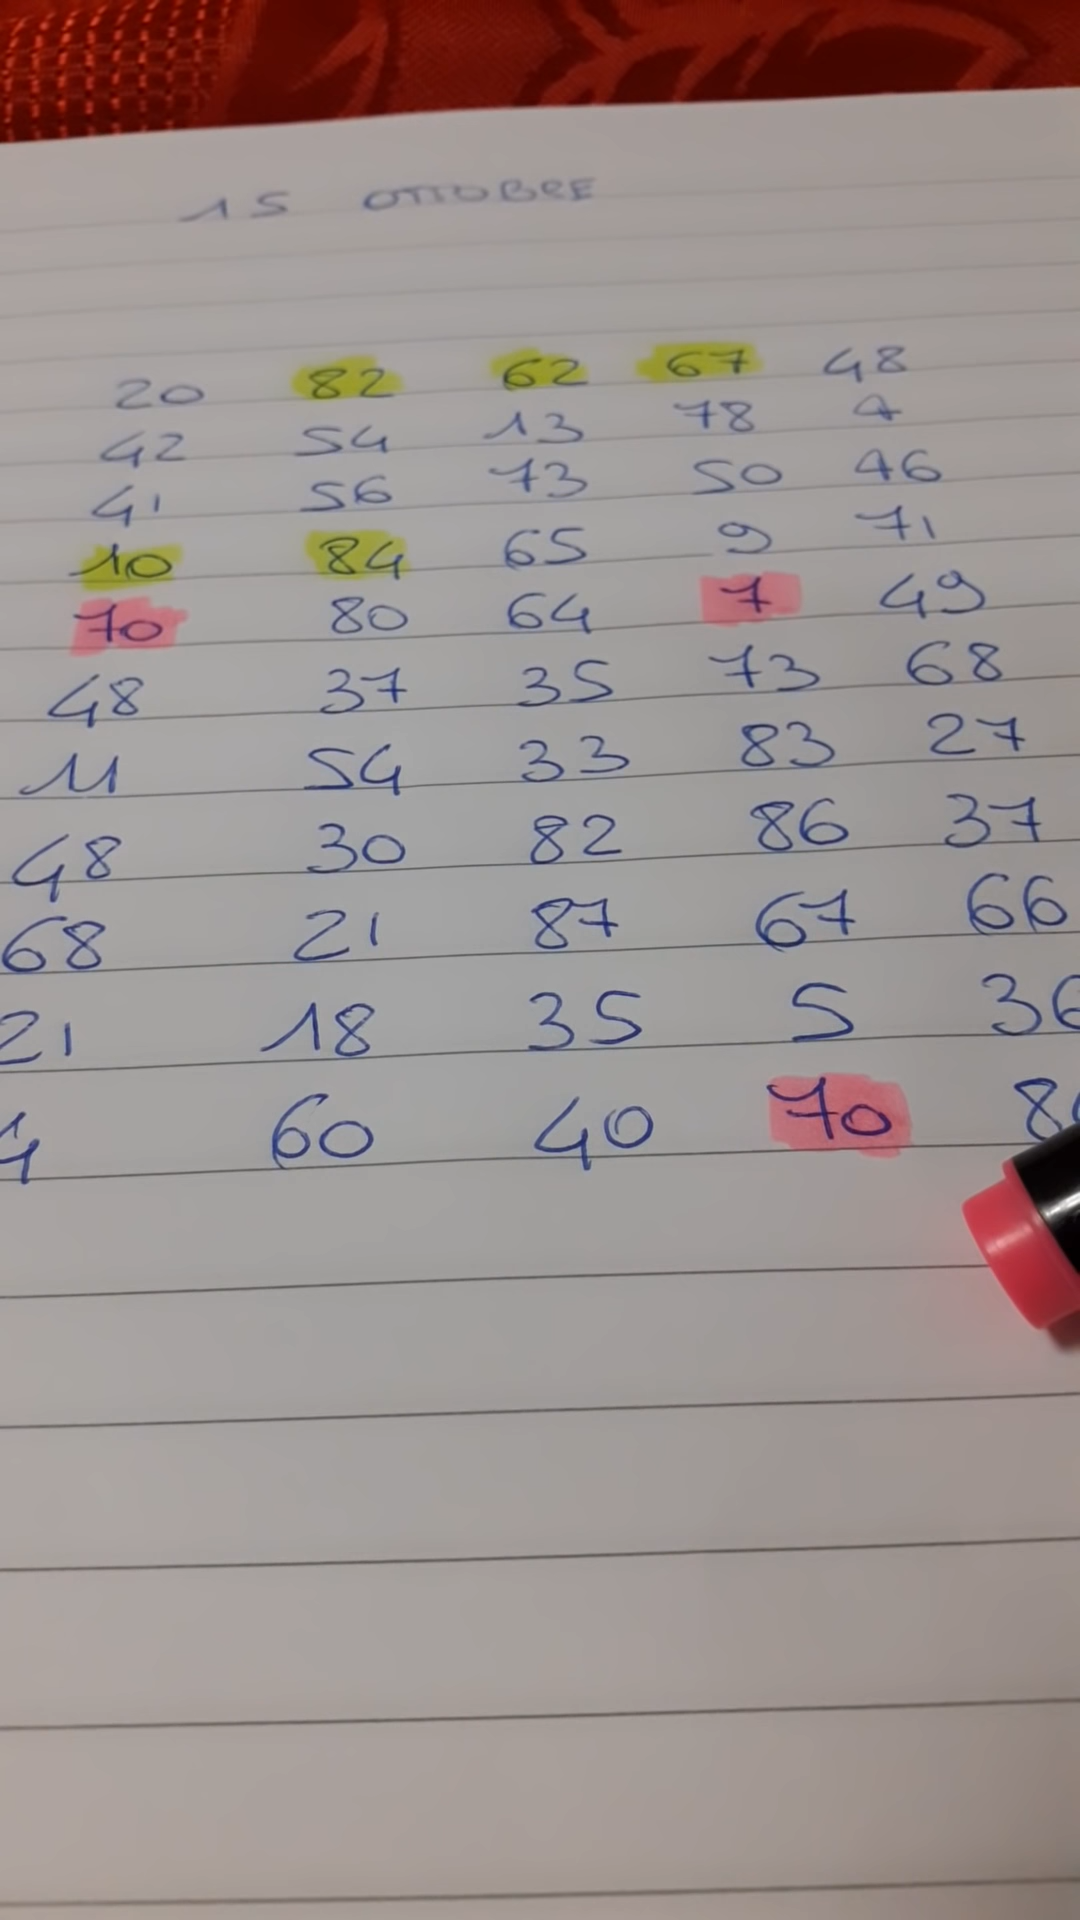 15 OTTOBRE
20 82 62 67 48
42 54 13 78 4
41 56 73 50 46
10 84 65 9 71
70 80 64 7 49
48 37 35 73 68
11 54 33 83 27
48 30 82 86 37
68 21 87 67 66
21 18 35 5 36
60 40 70